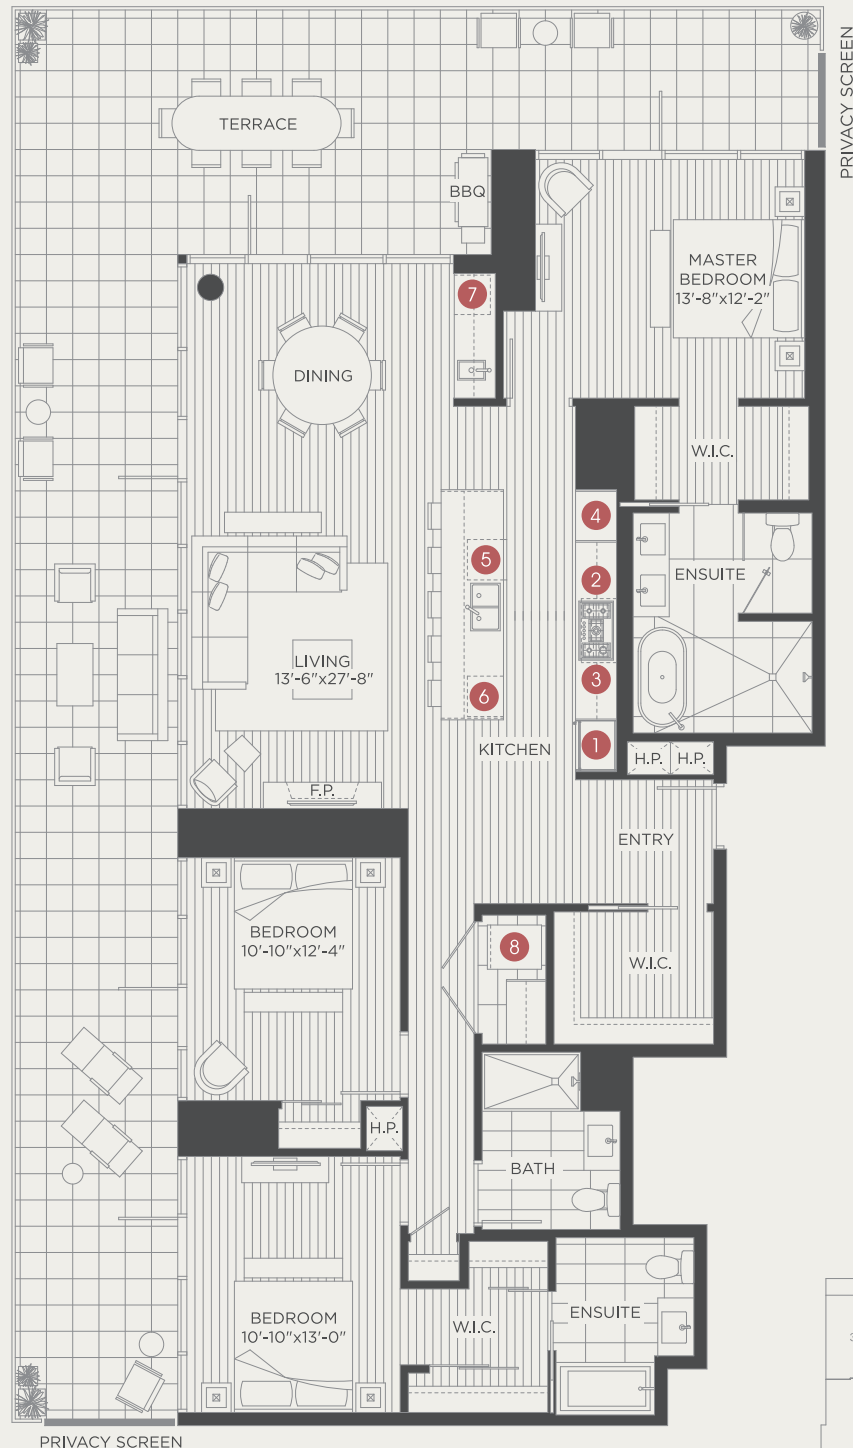 PRIVACY SCREEN
TERRACE
BBQ
MASTER
BEDROOM
13'-8"x12'-2"
7
DINING
W.I.C.
4
5
2
ENSUITE
LIVING
13'-6"x27'-8"
3
6
KITCHEN
1
H.P.
H.P.
F.P.
ENTRY
BEDROOM
10'-10"x12'-4"
8
W.I.C.
H.P.
BATH
BEDROOM
10'-10"x13'-0"
W.I.C.
ENSUITE
PRIVACY SCREEN